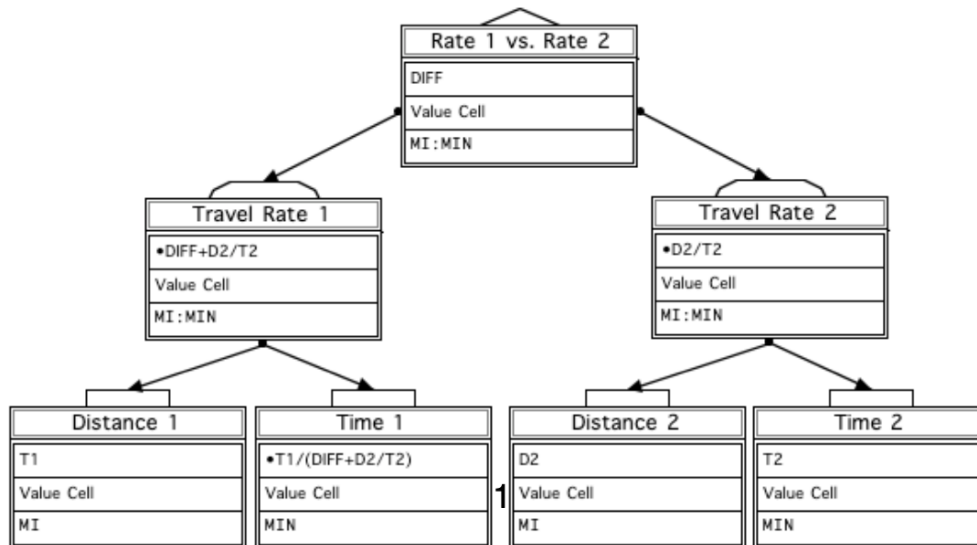 Rate 1 vs. Rate 2
DIFF
Value Cell
MI:MIN
Travel Rate 1
•DIFF+D2/T2
Value Cell
MI:MIN
Travel Rate 2
•D2/T2
Value Cell
MI:MIN
Distance 1
T1
Value Cell
MI
Time 1
•T1/(DIFF+D2/T2)
Value Cell
MIN
1
Distance 2
D2
Value Cell
MI
Time 2
T2
Value Cell
MIN